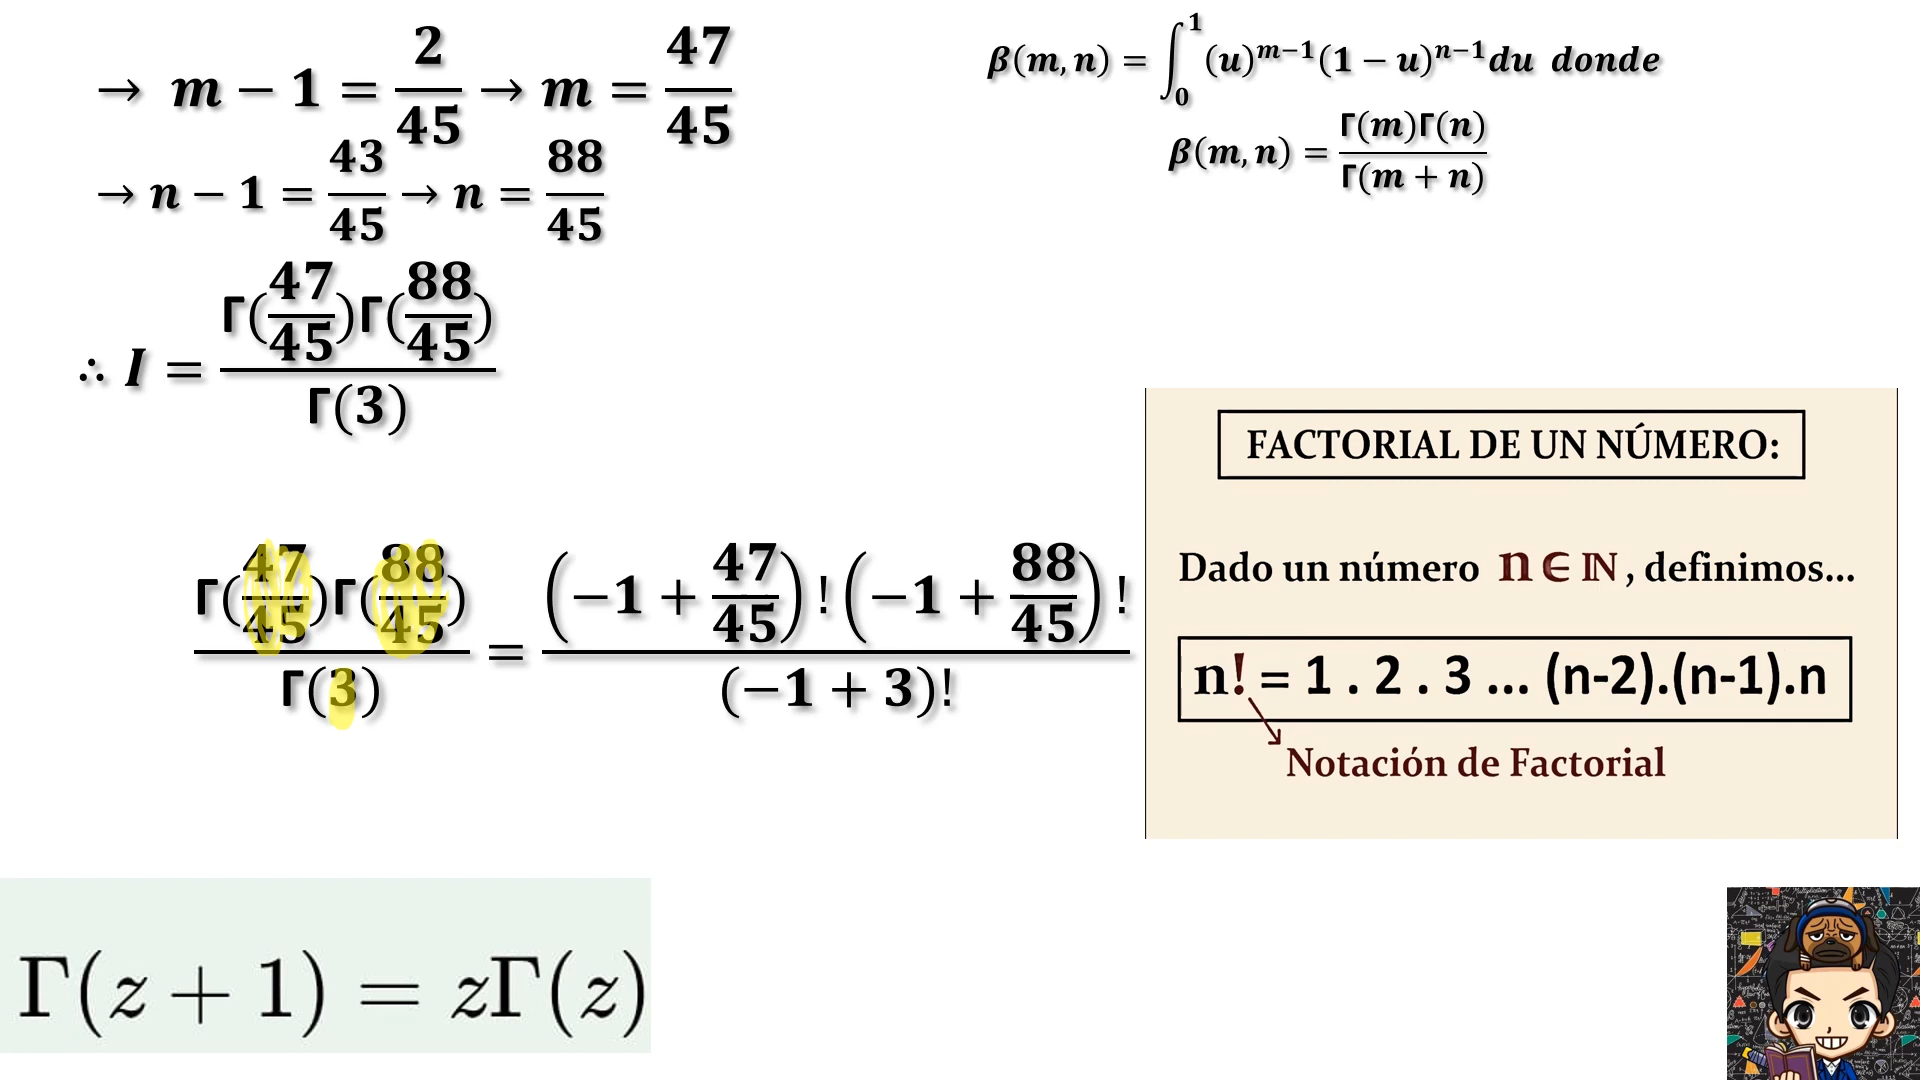 → m − 1 = 2/45 → m = 47/45
→ n − 1 = 43/45 → n = 88/45
∴ I = Γ(47/45)Γ(88/45) / Γ(3)
β(m, n) = ∫₀¹ (u)^{m−1}(1 − u)^{n−1}du donde
β(m, n) = Γ(m)Γ(n) / Γ(m + n)
Γ(47/45)Γ(88/45) / Γ(3) = (−1 + 47/45)! (−1 + 88/45)! / (−1 + 3)!
FACTORIAL DE UN NÚMERO:
Dado un número n ∈ ℕ, definimos...
n! = 1 . 2 . 3 ... (n-2).(n-1).n
Notación de Factorial
Γ(z + 1) = zΓ(z)